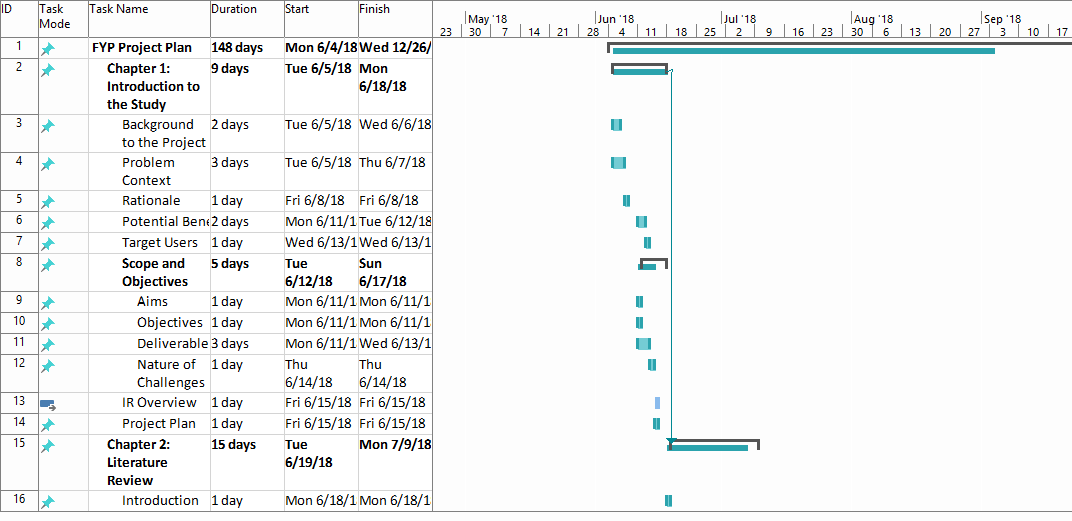 ID Task Mode Task Name Duration Start Finish
May '18 Jun '18 Jul '18 Aug '18 Sep '18
23 30 7 14 21 28 4 11 18 25 2 9 16 23 30 6 13 20 27 3 10 17
1 FYP Project Plan 148 days Mon 6/4/18 Wed 12/26/
2 Chapter 1: Introduction to the Study 9 days Tue 6/5/18 Mon 6/18/18
3 Background to the Project 2 days Tue 6/5/18 Wed 6/6/18
4 Problem Context 3 days Tue 6/5/18 Thu 6/7/18
5 Rationale 1 day Fri 6/8/18 Fri 6/8/18
6 Potential Bene 2 days Mon 6/11/1 Tue 6/12/18
7 Target Users 1 day Wed 6/13/1 Wed 6/13/1
8 Scope and Objectives 5 days Tue 6/12/18 Sun 6/17/18
9 Aims 1 day Mon 6/11/1 Mon 6/11/1
10 Objectives 1 day Mon 6/11/1 Mon 6/11/1
11 Deliverable 3 days Mon 6/11/1 Wed 6/13/1
12 Nature of Challenges 1 day Thu 6/14/18 Thu 6/14/18
13 IR Overview 1 day Fri 6/15/18 Fri 6/15/18
14 Project Plan 1 day Fri 6/15/18 Fri 6/15/18
15 Chapter 2: Literature Review 15 days Tue 6/19/18 Mon 7/9/18
16 Introduction 1 day Mon 6/18/1 Mon 6/18/1